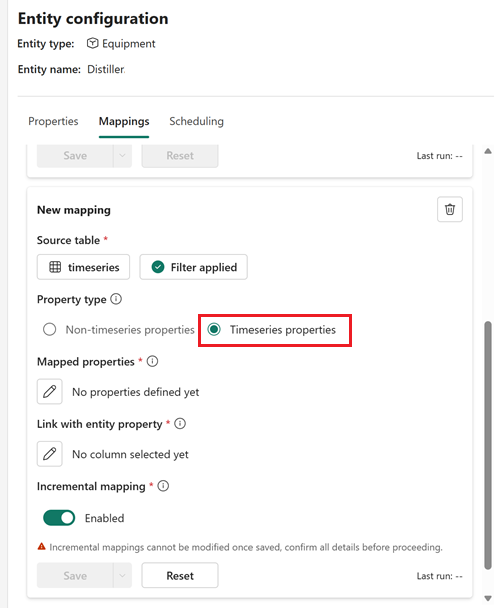 Entity configuration
Entity type: Equipment
Entity name: Distiller
Properties Mappings Scheduling
Save Reset Last run: --
New mapping
Source table *
timeseries Filter applied
Property type
Non-timeseries properties Timeseries properties
Mapped properties *
No properties defined yet
Link with entity property *
No column selected yet
Incremental mapping *
Enabled
Incremental mappings cannot be modified once saved, confirm all details before proceeding.
Save Reset Last run: --